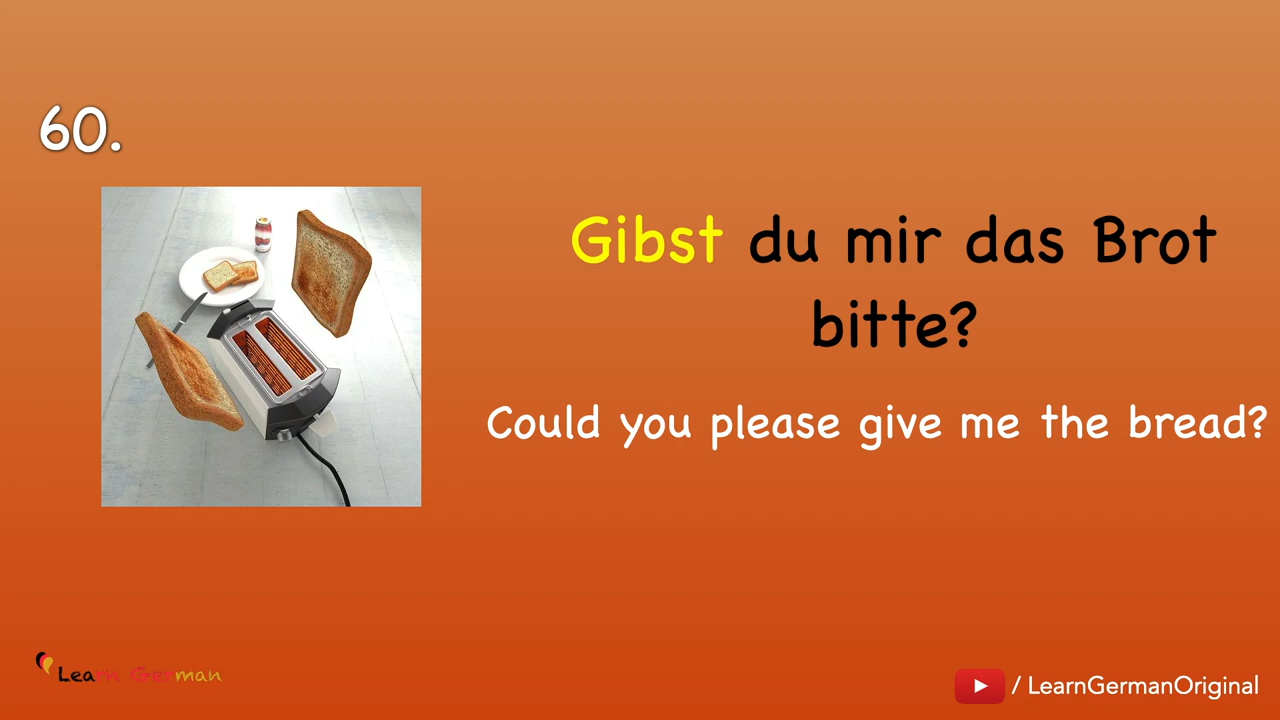 60.
Gibst du mir das Brot
bitte?
Could you please give me the bread?
Learn German
/ LearnGermanOriginal